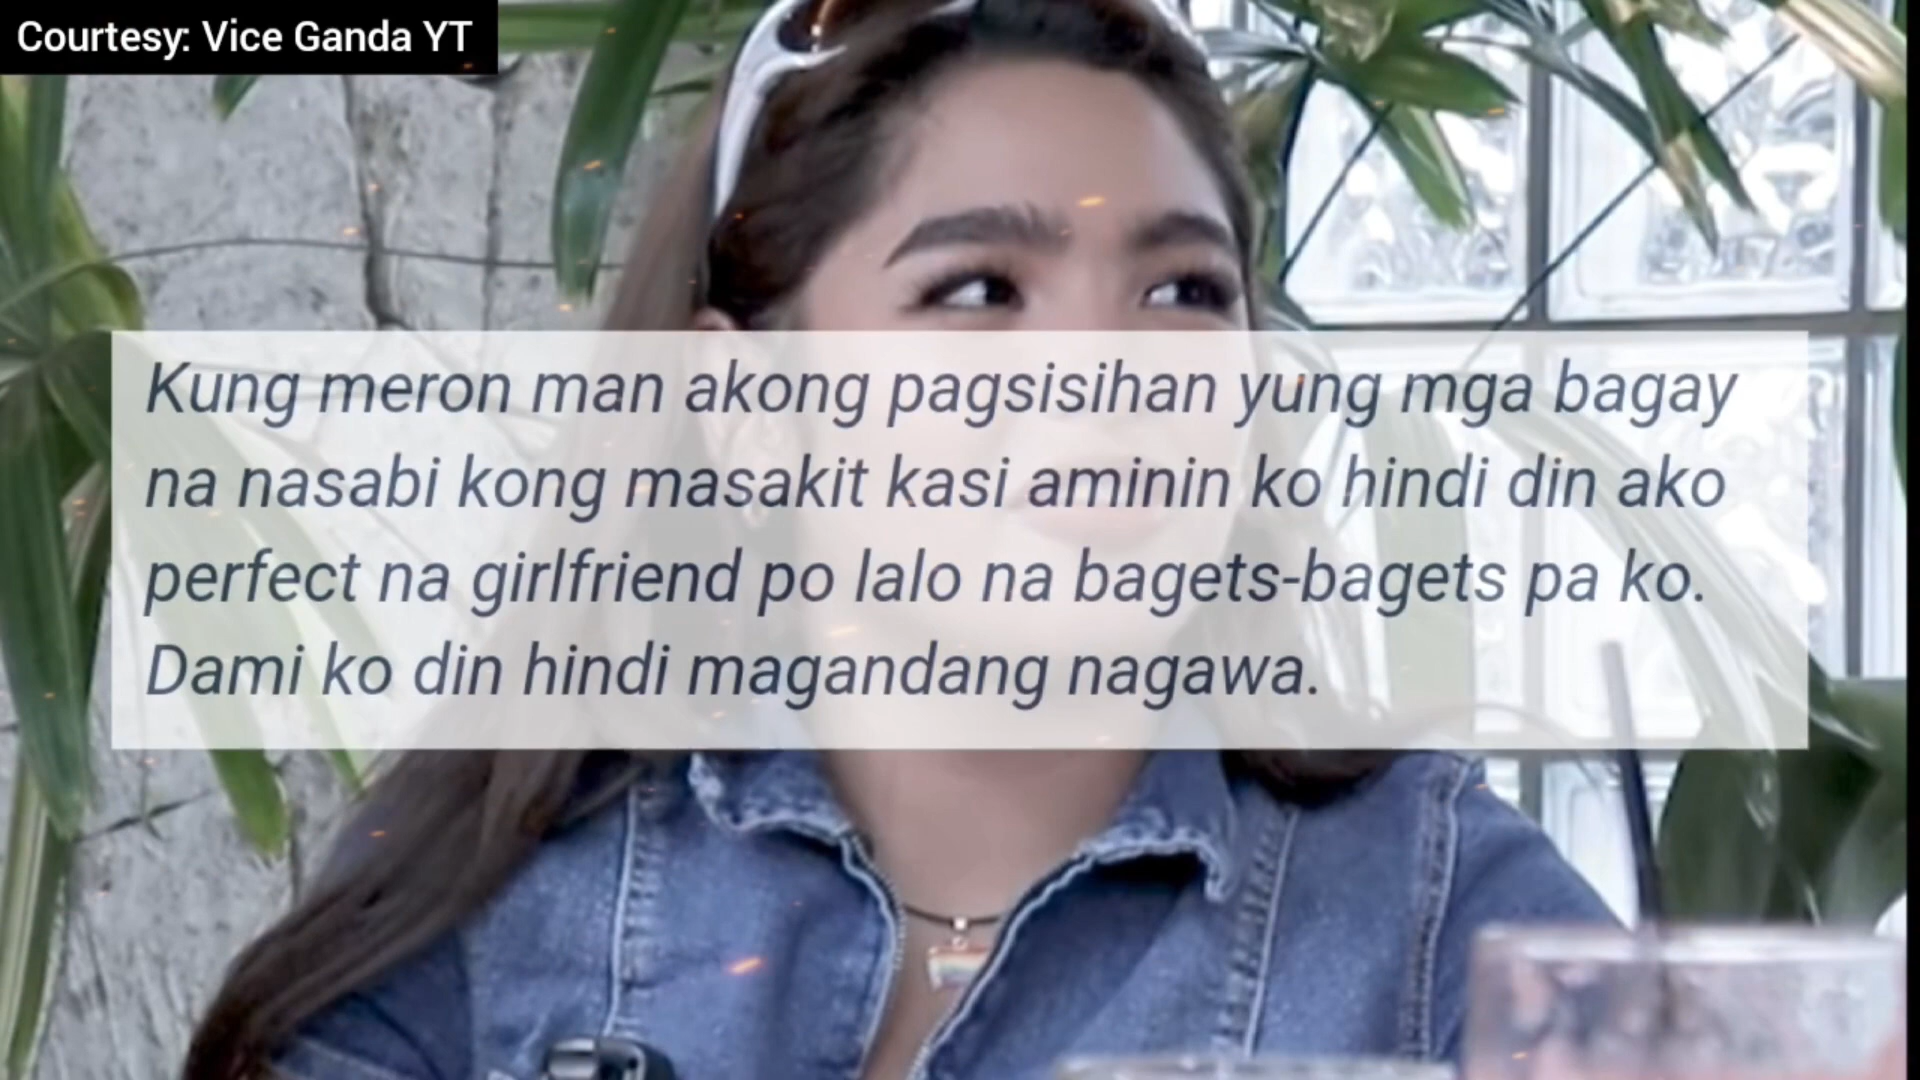 Courtesy: Vice Ganda YT
Kung meron man akong pagsisihan yung mga bagay
na nasabi kong masakit kasi aminin ko hindi din ako
perfect na girlfriend po lalo na bagets-bagets pa ko.
Dami ko din hindi magandang nagawa.